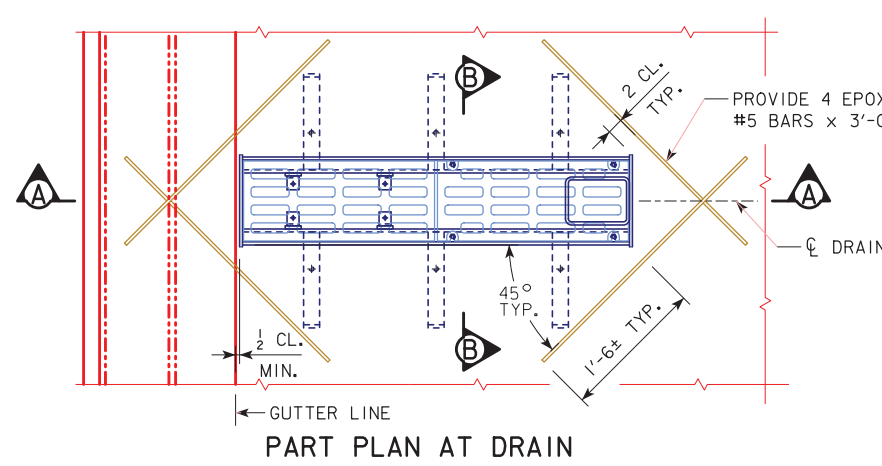 B
2 CL.
TYP.
PROVIDE 4 EPOX
#5 BARS x 3'-0
A
A
℄ DRAIN
45°
TYP.
1'-6± TYP.
½ CL.
MIN.
B
GUTTER LINE
PART PLAN AT DRAIN